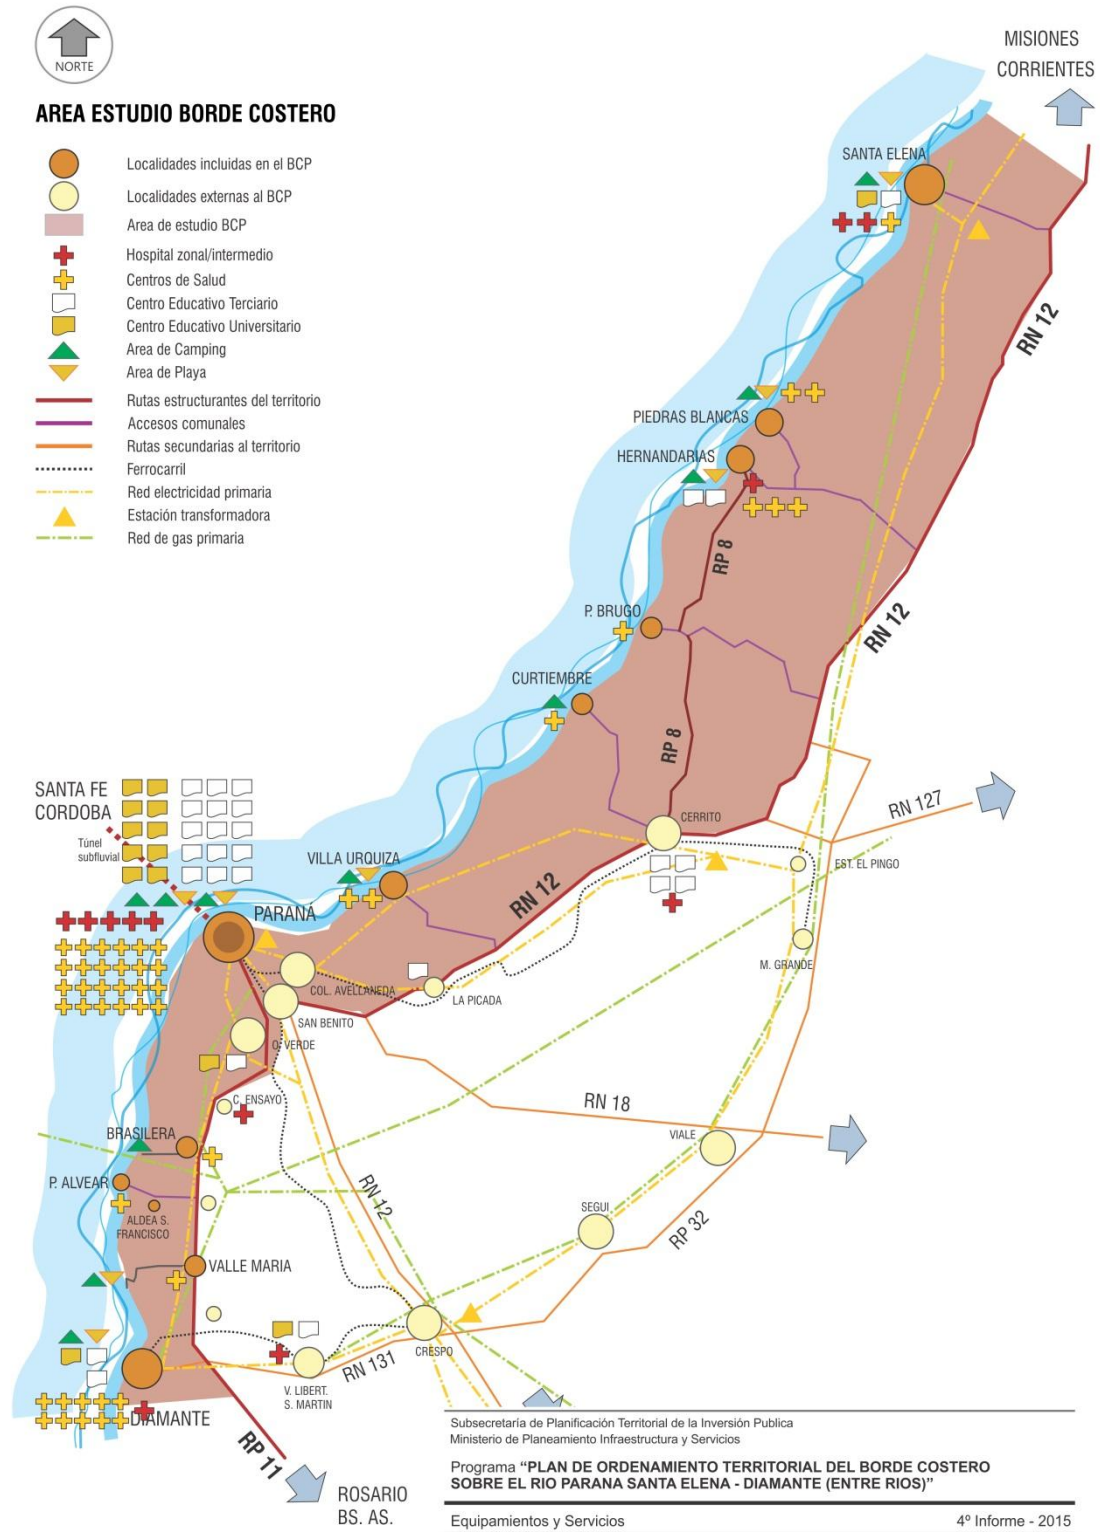 NORTE
AREA ESTUDIO BORDE COSTERO
Localidades incluidas en el BCP
Localidades externas al BCP
Area de estudio BCP
Hospital zonal/intermedio
Centros de Salud
Centro Educativo Terciario
Centro Educativo Universitario
Area de Camping
Area de Playa
Rutas estructurantes del territorio
Accesos comunales
Rutas secundarias al territorio
Ferrocarril
Red electricidad primaria
Estación transformadora
Red de gas primaria
MISIONES
CORRIENTES
SANTA ELENA
RN 12
PIEDRAS BLANCAS
HERNANDARIAS
RP 8
P. BRUGO
RN 12
CURTIEMBRE
RP 8
SANTA FE
CORDOBA
Túnel
subfluvial
RN 127
CERRITO
VILLA URQUIZA
EST. EL PINGO
RN 12
PARANÁ
M. GRANDE
COL. AVELLANEDA
LA PICADA
SAN BENITO
O. VERDE
C. ENSAYO
RN 18
BRASILERA
VIALE
P. ALVEAR
RN 12
ALDEA S.
FRANCISCO
SEGUI
RP 32
VALLE MARIA
CRESPO
RN 131
V. LIBERT.
S. MARTIN
DIAMANTE
RP 11
ROSARIO
BS. AS.
Subsecretaría de Planificación Territorial de la Inversión Publica
Ministerio de Planeamiento Infraestructura y Servicios
Programa “PLAN DE ORDENAMIENTO TERRITORIAL DEL BORDE COSTERO
SOBRE EL RIO PARANA SANTA ELENA - DIAMANTE (ENTRE RIOS)”
Equipamientos y Servicios
4º Informe - 2015